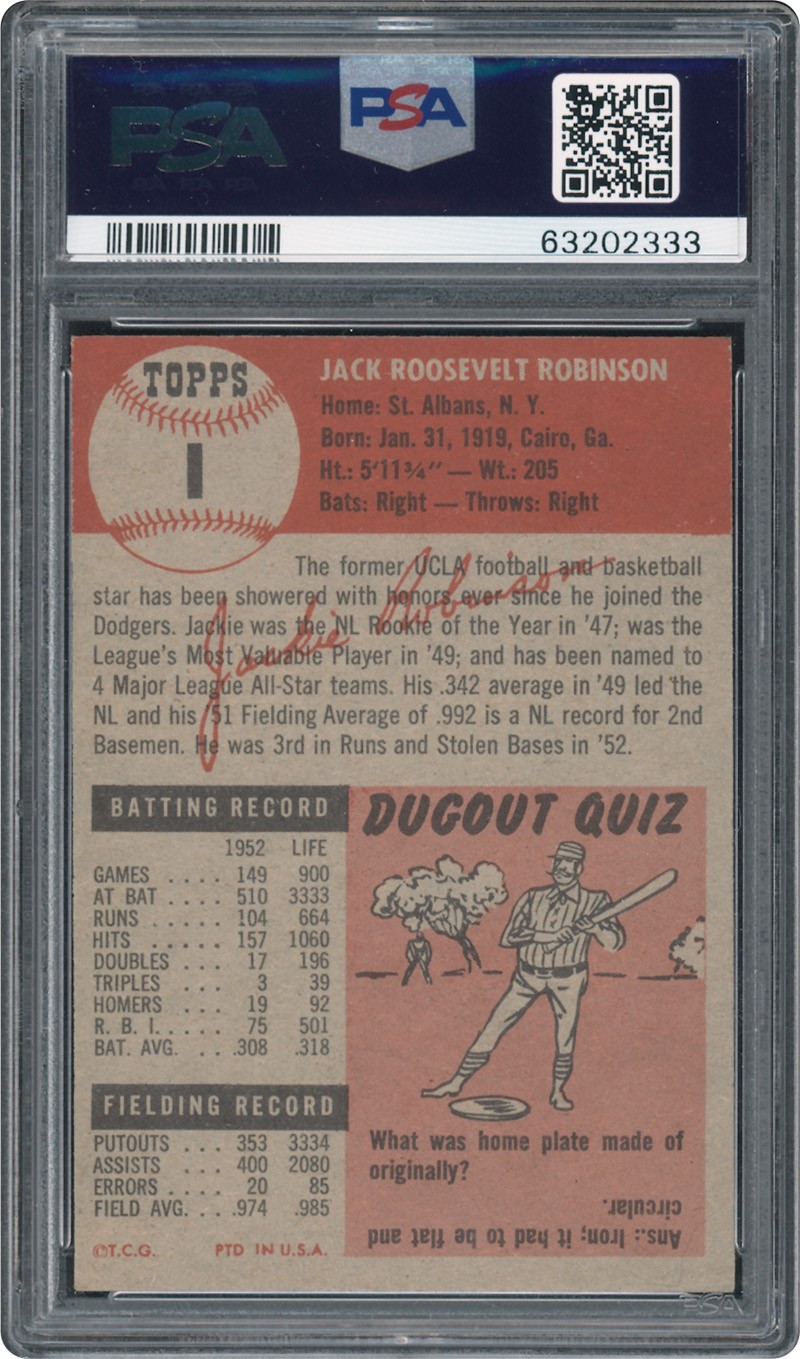 PSA
PSA
63202333
TOPPS
1
JACK ROOSEVELT ROBINSON
Home: St. Albans, N. Y.
Born: Jan. 31, 1919, Cairo, Ga.
Ht.: 5'11¾" — Wt.: 205
Bats: Right — Throws: Right
The former UCLA football and basketball
star has been showered with honors ever since he joined the
Dodgers. Jackie was the NL Rookie of the Year in '47; was the
League's Most Valuable Player in '49; and has been named to
4 Major League All-Star teams. His .342 average in '49 led the
NL and his '51 Fielding Average of .992 is a NL record for 2nd
Basemen. He was 3rd in Runs and Stolen Bases in '52.
Jackie Robinson
BATTING RECORD
1952 LIFE
GAMES .... 149 900
AT BAT .... 510 3333
RUNS ..... 104 664
HITS ..... 157 1060
DOUBLES ... 17 196
TRIPLES ... 3 39
HOMERS ... 19 92
R. B. I. .... 75 501
BAT. AVG. ... .308 .318
FIELDING RECORD
PUTOUTS ... 353 3334
ASSISTS ... 400 2080
ERRORS .... 20 85
FIELD AVG. ... .974 .985
©T.C.G. PTD IN U.S.A.
DUGOUT QUIZ
What was home plate made of
originally?
Ans.: Iron; it had to be flat and
circular.
PSA